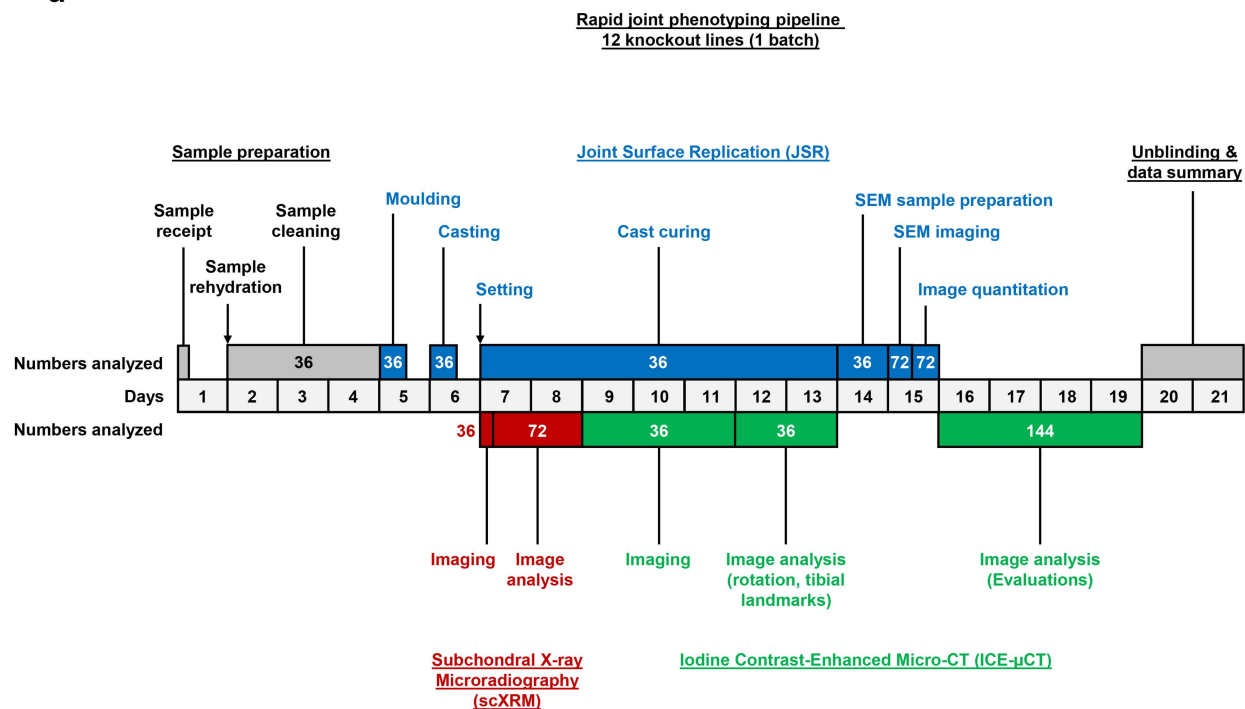 Rapid joint phenotyping pipeline
12 knockout lines (1 batch)
Sample preparation
Joint Surface Replication (JSR)
Unblinding &
data summary
Moulding
SEM sample preparation
Sample
receipt
Sample
cleaning
Casting
Cast curing
SEM imaging
Sample
rehydration
Setting
Image quantitation
Numbers analyzed
36 36 36 36 36 72 72
Days 1 2 3 4 5 6 7 8 9 10 11 12 13 14 15 16 17 18 19 20 21
Numbers analyzed 36 72 36 36 144
Imaging
Image
analysis
Imaging
Image analysis
(rotation, tibial
landmarks)
Image analysis
(Evaluations)
Subchondral X-ray
Microradiography
(scXRM)
Iodine Contrast-Enhanced Micro-CT (ICE-µCT)